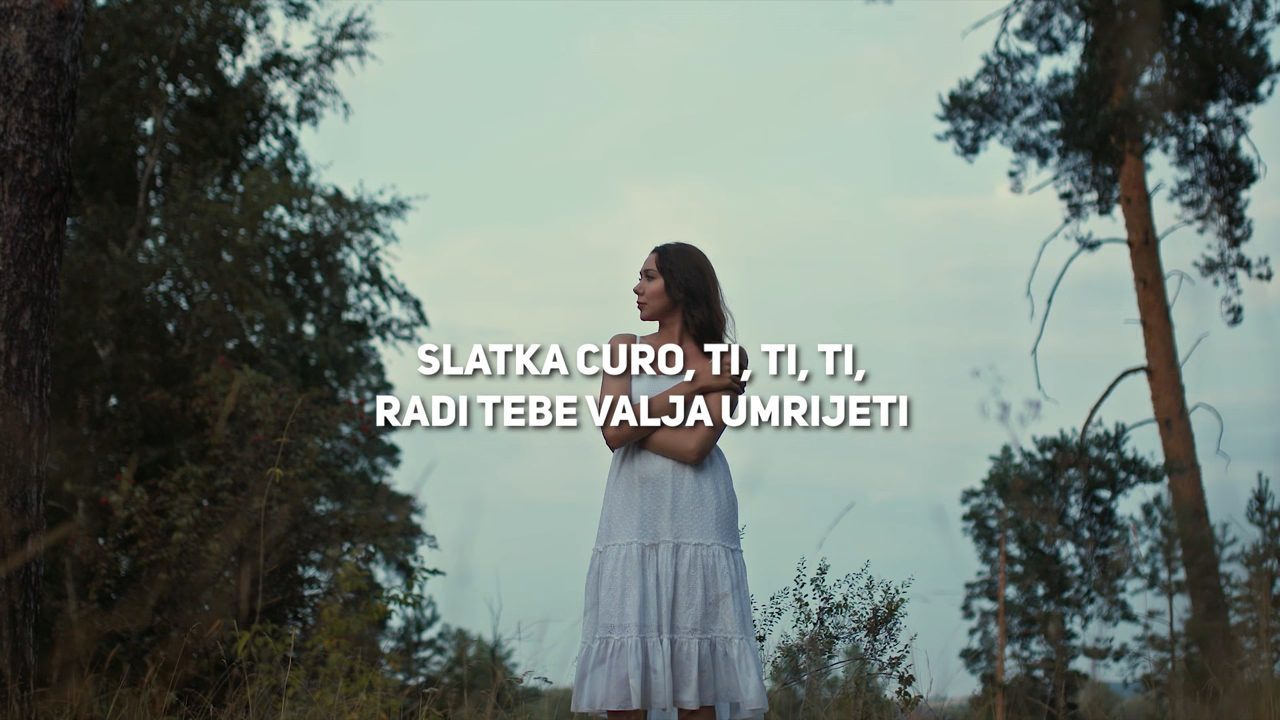 SLATKA CURO, TI, TI, TI,
RADI TEBE VALJA UMRIJETI